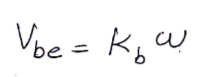 V_be = K_b ω